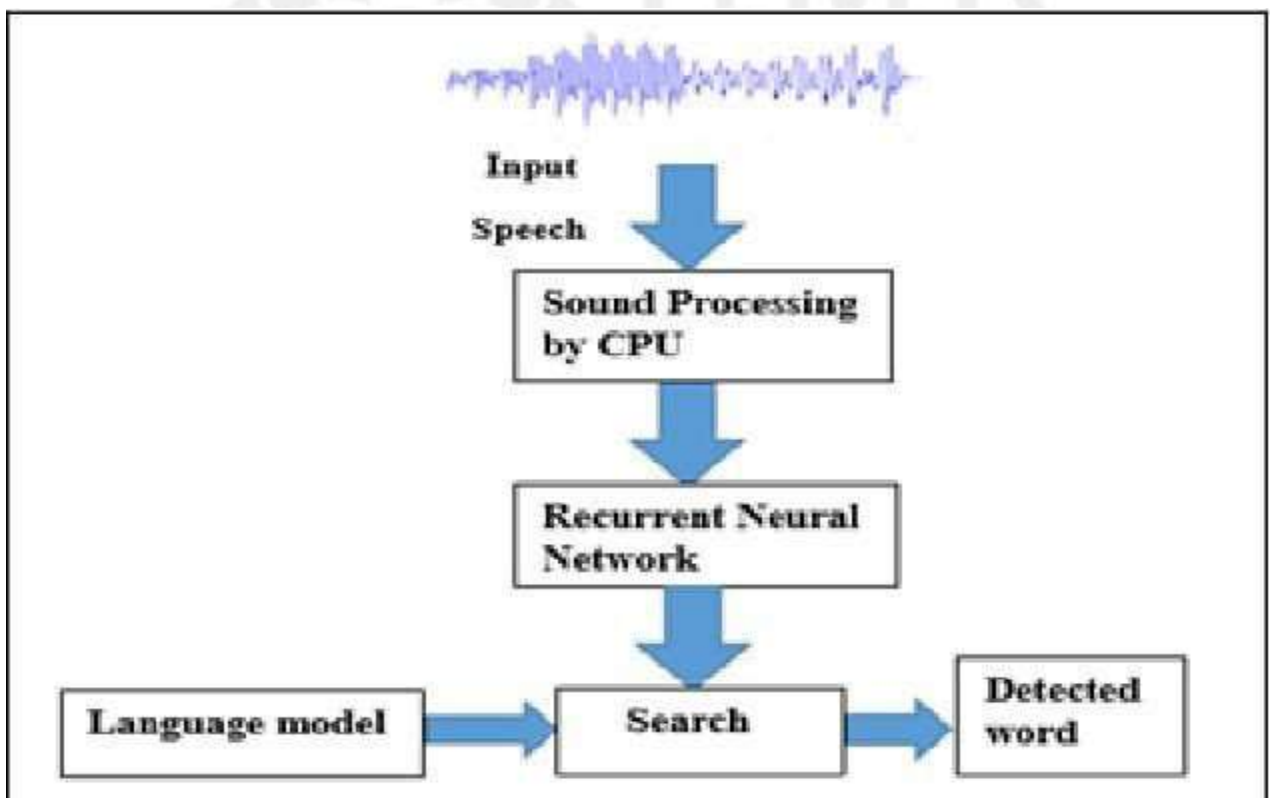 Input
Speech
Sound Processing
by CPU
Recurrent Neural
Network
Language model
Search
Detected
word